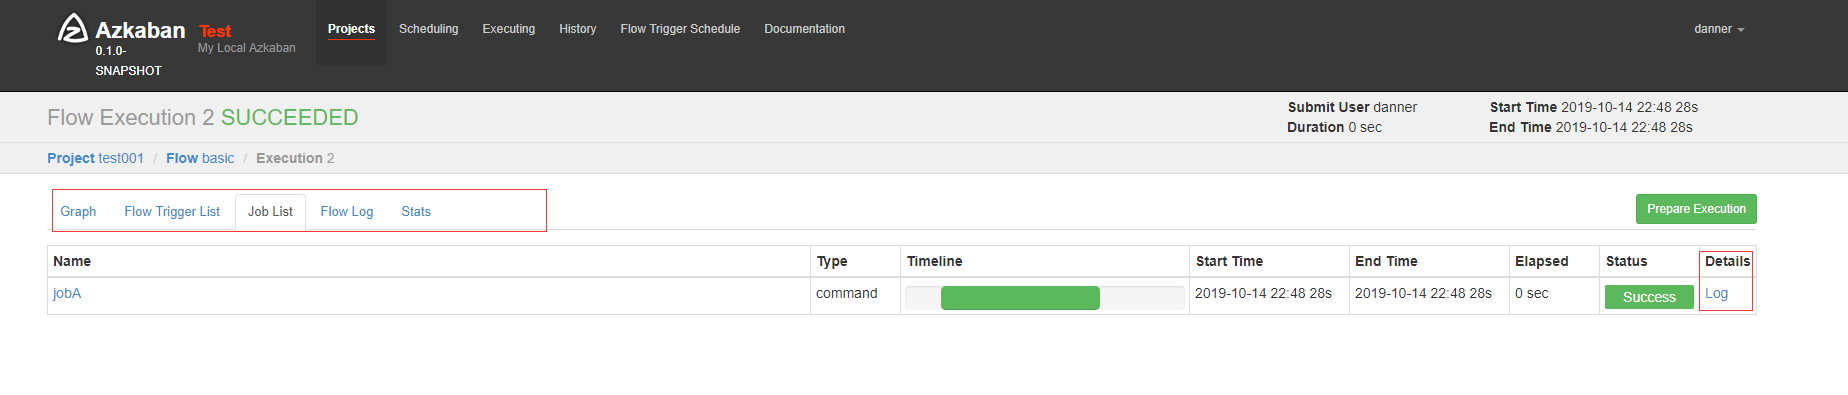 Azkaban
0.1.0-
SNAPSHOT
Test
My Local Azkaban
Projects Scheduling Executing History Flow Trigger Schedule Documentation danner
Flow Execution 2 SUCCEEDED
Submit User danner
Duration 0 sec
Start Time 2019-10-14 22:48 28s
End Time 2019-10-14 22:48 28s
Project test001 / Flow basic / Execution 2
Graph Flow Trigger List Job List Flow Log Stats Prepare Execution
Name Type Timeline Start Time End Time Elapsed Status Details
jobA command 2019-10-14 22:48 28s 2019-10-14 22:48 28s 0 sec Success Log